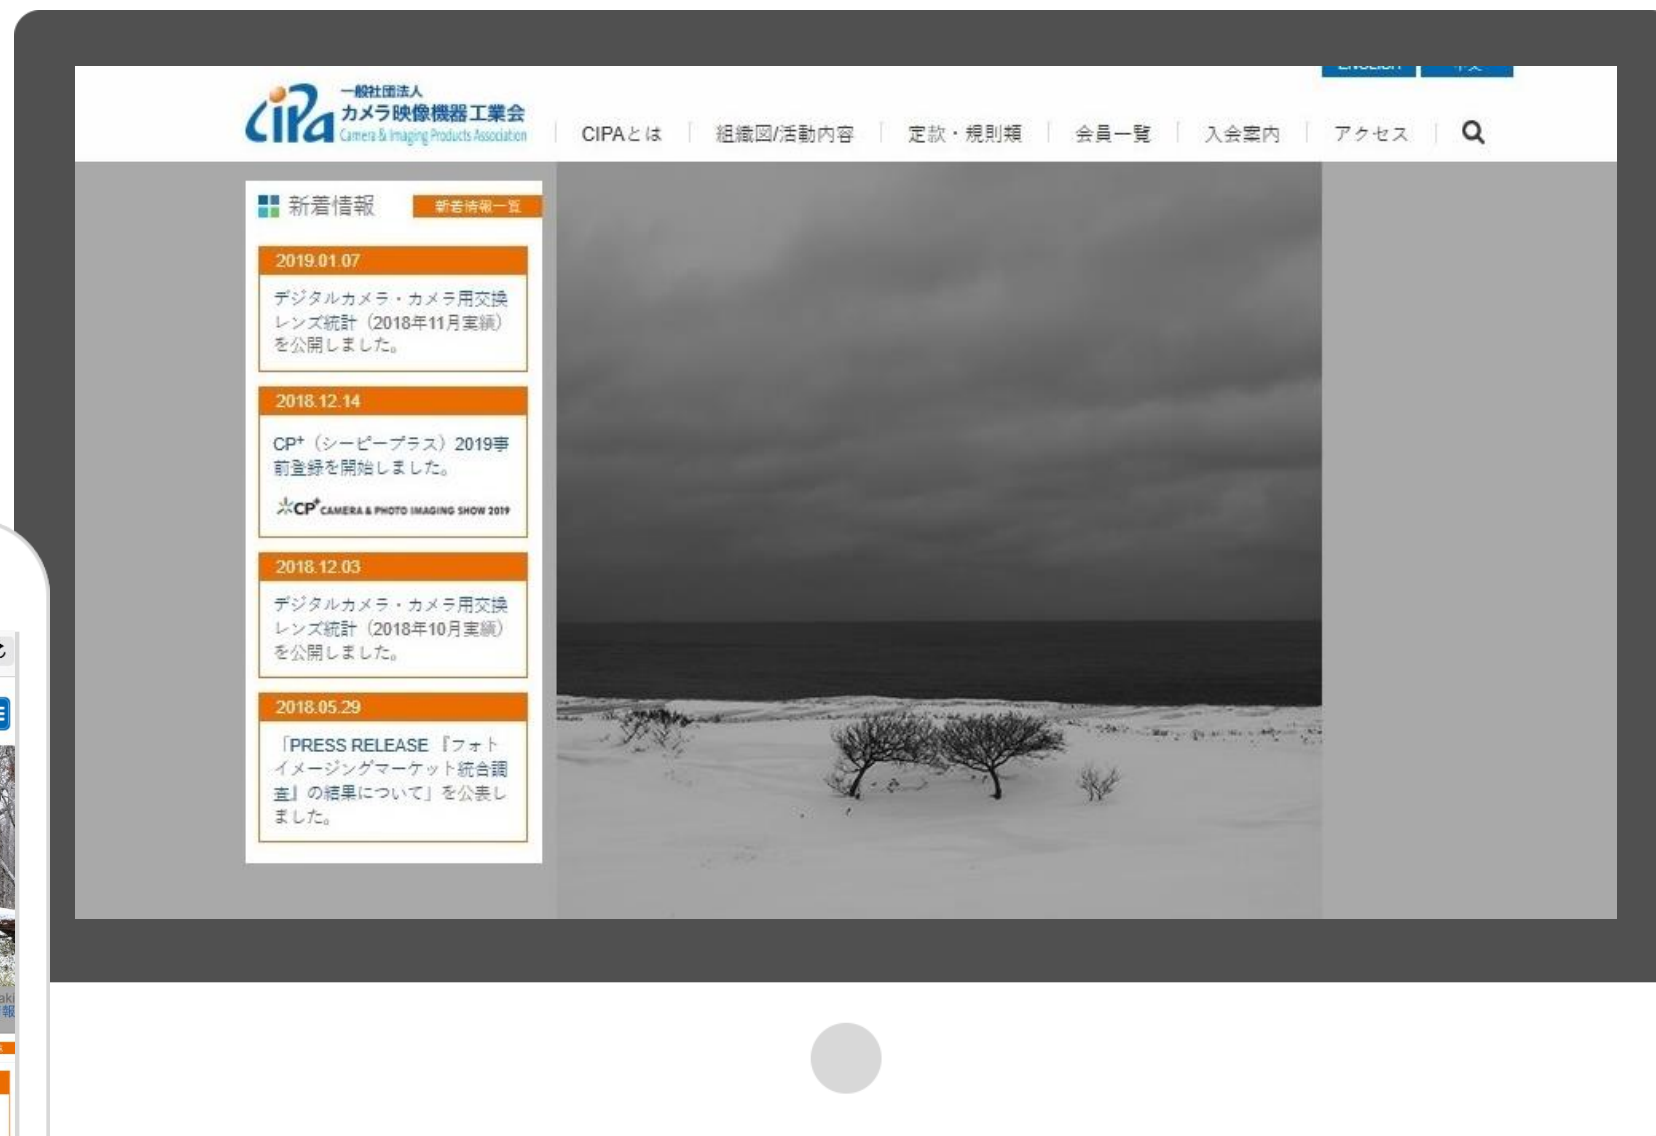 ENGLISH 中文
一般社団法人
カメラ映像機器工業会
Camera & Imaging Products Association
CIPAとは 組織図/活動内容 定款・規則類 会員一覧 入会案内 アクセス
新着情報 新着情報一覧
2019.01.07
デジタルカメラ・カメラ用交換
レンズ統計（2018年11月実績）
を公開しました。
2018.12.14
CP⁺（シーピープラス）2019事
前登録を開始しました。
CP⁺ CAMERA & PHOTO IMAGING SHOW 2019
2018.12.03
デジタルカメラ・カメラ用交換
レンズ統計（2018年10月実績）
を公開しました。
2018.05.29
「PRESS RELEASE 『フォト
イメージングマーケット統合調
査』の結果について」を公表し
ました。
aki
報